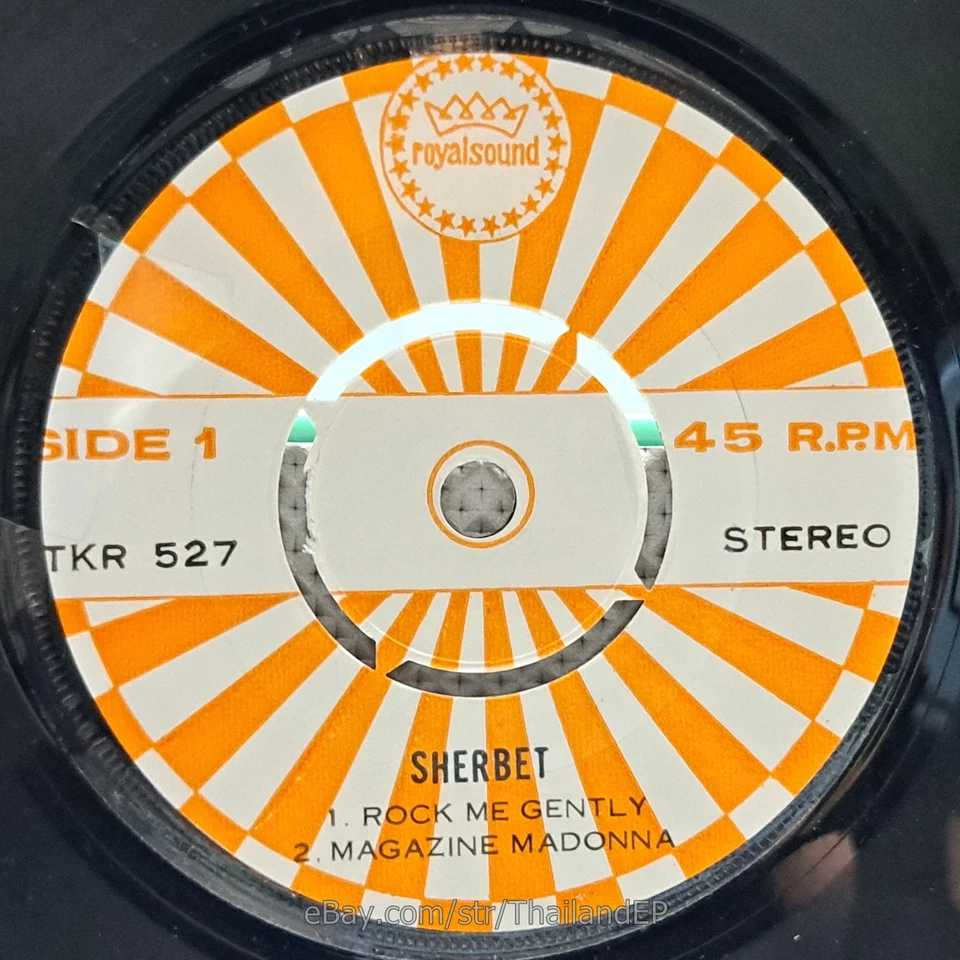 royalsound
SIDE 1
45 R.P.M
TKR 527
STEREO
SHERBET
1. ROCK ME GENTLY
2. MAGAZINE MADONNA
eBay.com/str/ThailandEP